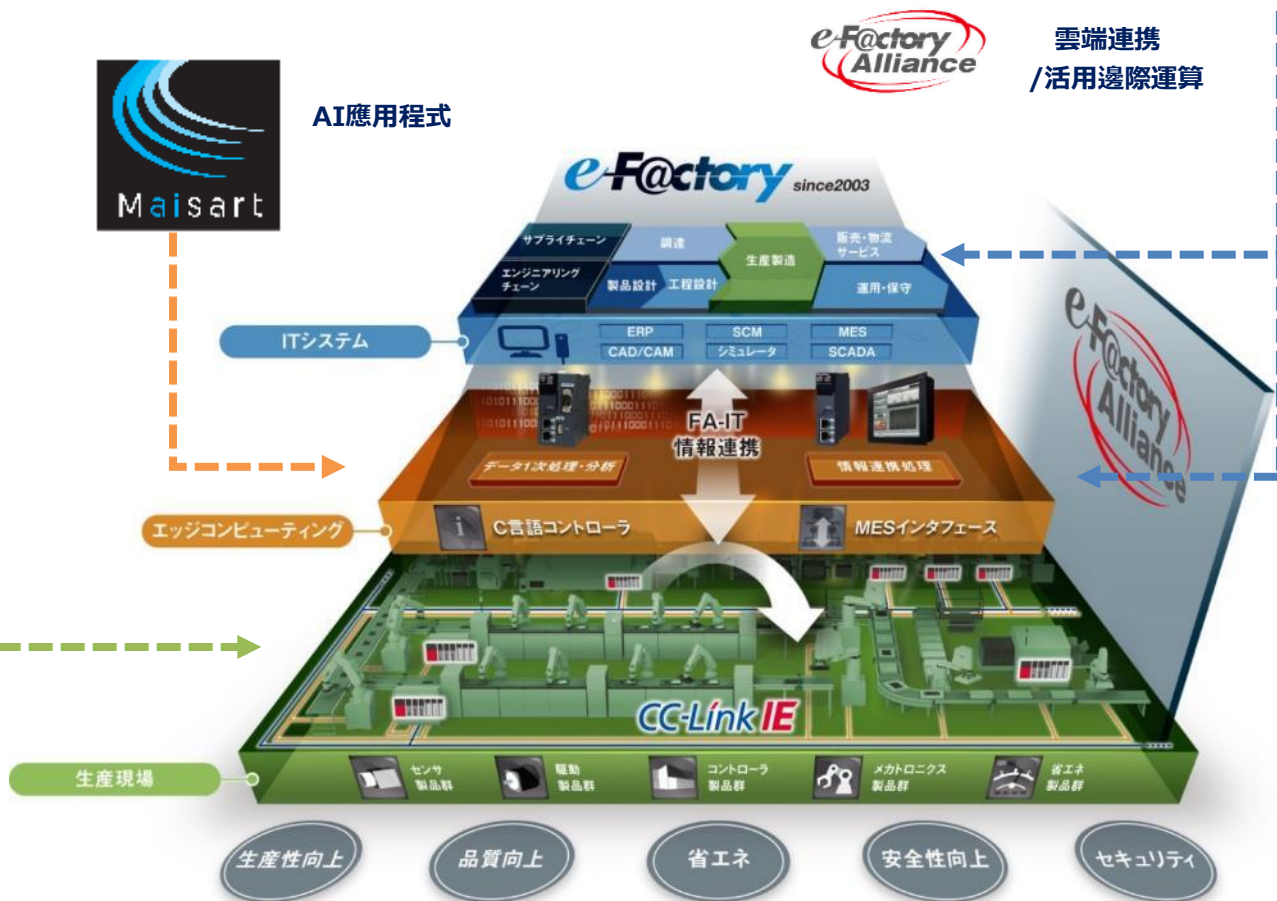 e-F@ctory
Alliance
雲端連携
/活用邊際運算
Maisart
AI應用程式
e-F@ctory since2003
サプライチェーン
調達
生産製造
販売・物流
サービス
エンジニアリング
チェーン
製品設計
工程設計
運用・保守
ITシステム
ERP
SCM
MES
CAD/CAM
シミュレータ
SCADA
e-F@ctory
Alliance
FA-IT
情報連携
データ1次処理・分析
情報連携処理
エッジコンピューティング
C言語コントローラ
MESインタフェース
CC-Link IE
生産現場
センサ
製品群
駆動
製品群
コントローラ
製品群
メカトロニクス
製品群
省エネ
製品群
生産性向上
品質向上
省エネ
安全性向上
セキュリティ